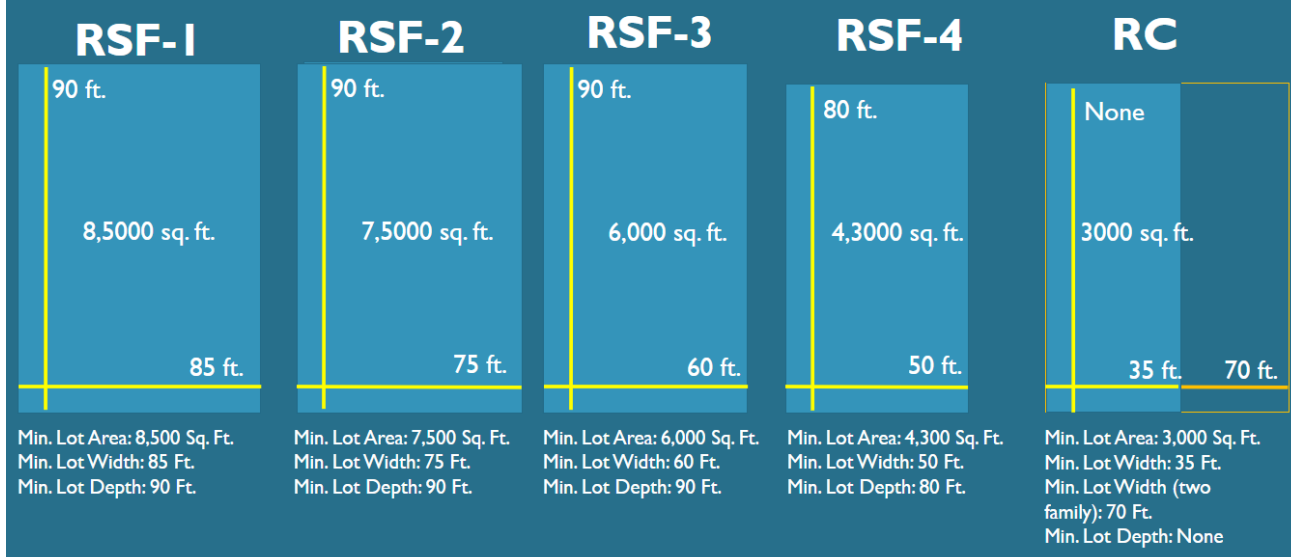 RSF-1
90 ft.
8,5000 sq. ft.
85 ft.
Min. Lot Area: 8,500 Sq. Ft.
Min. Lot Width: 85 Ft.
Min. Lot Depth: 90 Ft.
RSF-2
90 ft.
7,5000 sq. ft.
75 ft.
Min. Lot Area: 7,500 Sq. Ft.
Min. Lot Width: 75 Ft.
Min. Lot Depth: 90 Ft.
RSF-3
90 ft.
6,000 sq. ft.
60 ft.
Min. Lot Area: 6,000 Sq. Ft.
Min. Lot Width: 60 Ft.
Min. Lot Depth: 90 Ft.
RSF-4
80 ft.
4,3000 sq. ft.
50 ft.
Min. Lot Area: 4,300 Sq. Ft.
Min. Lot Width: 50 Ft.
Min. Lot Depth: 80 Ft.
RC
None
3000 sq. ft.
35 ft.
70 ft.
Min. Lot Area: 3,000 Sq. Ft.
Min. Lot Width: 35 Ft.
Min. Lot Width (two
family): 70 Ft.
Min. Lot Depth: None